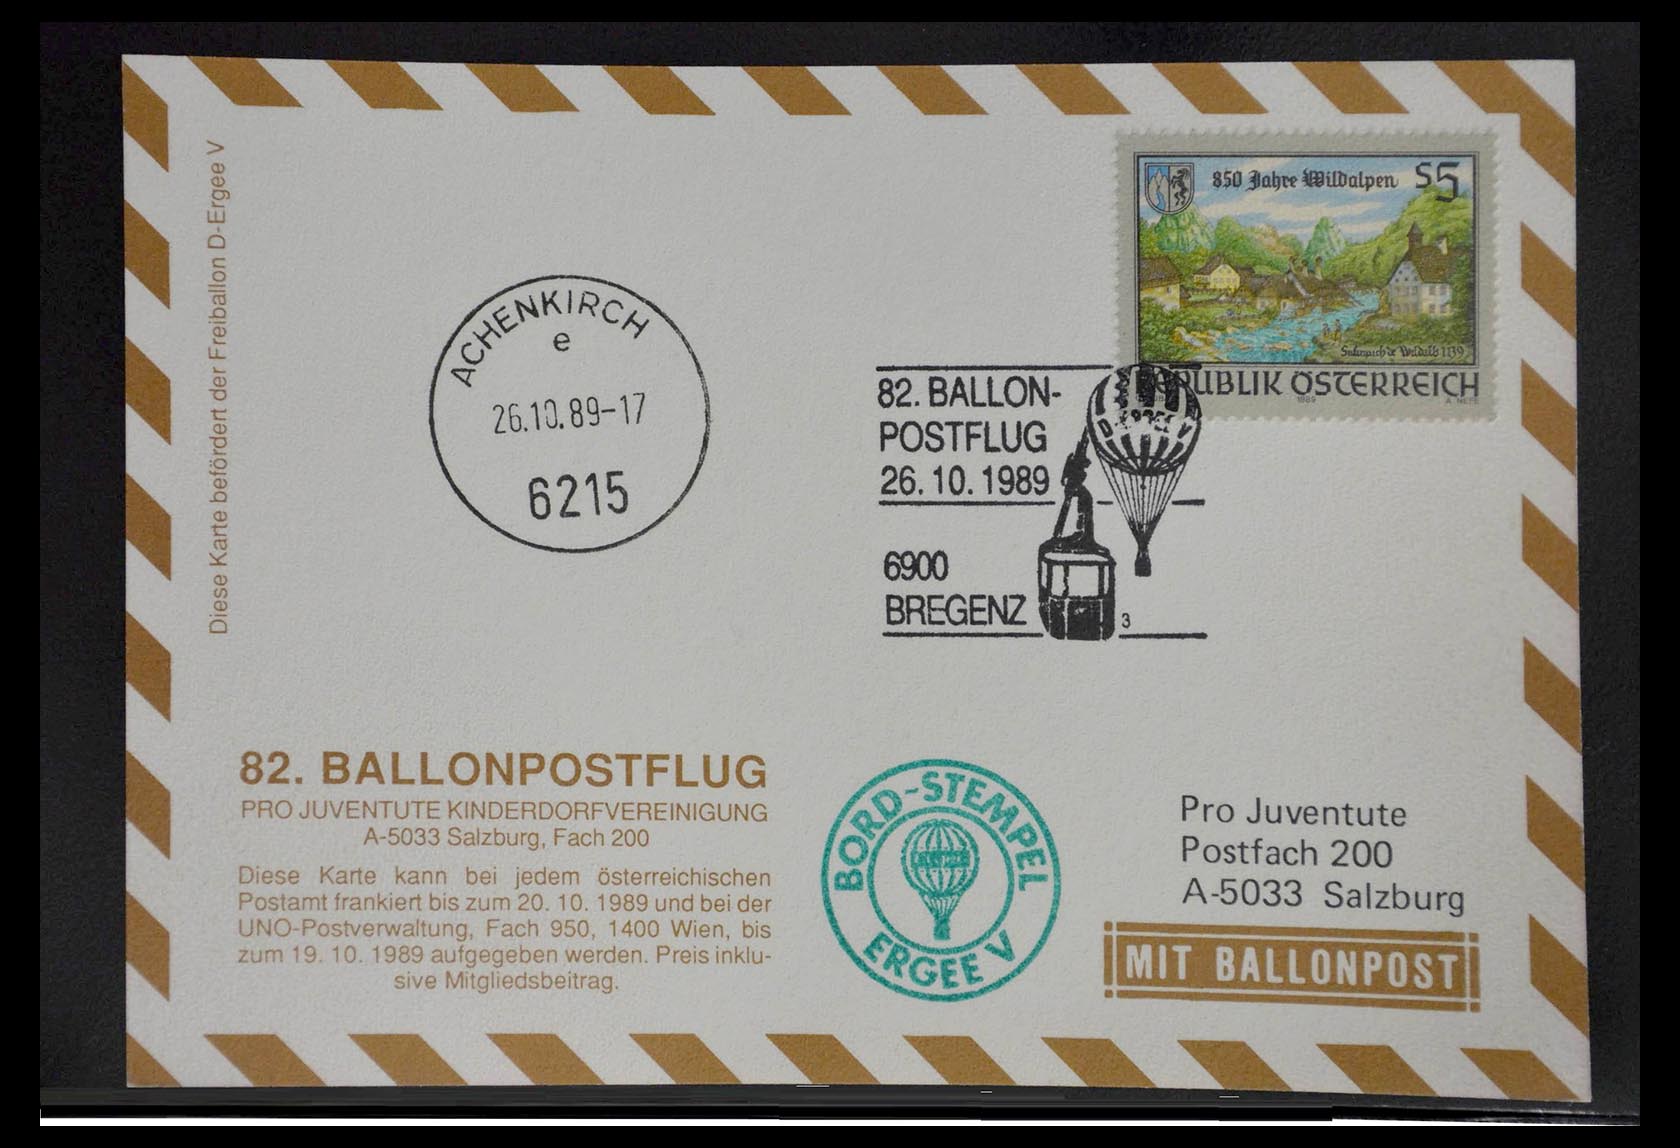 Diese Karte befördert der Freiballon D-Ergee V
850 Jahre Wildalpen S5
1139
REPUBLIK ÖSTERREICH
1989
ACHENKIRCH
e
26.10.89-17
6215
82. BALLON-
POSTFLUG
26.10.1989
6900
BREGENZ
3
82. BALLONPOSTFLUG
PRO JUVENTUTE KINDERDORFVEREINIGUNG
A-5033 Salzburg, Fach 200
Diese Karte kann bei jedem österreichischen
Postamt frankiert bis zum 20. 10. 1989 und bei der
UNO-Postverwaltung, Fach 950, 1400 Wien, bis
zum 19. 10. 1989 aufgegeben werden. Preis inklu-
sive Mitgliedsbeitrag.
BORD-STEMPEL
ERGEE V
Pro Juventute
Postfach 200
A-5033 Salzburg
MIT BALLONPOST